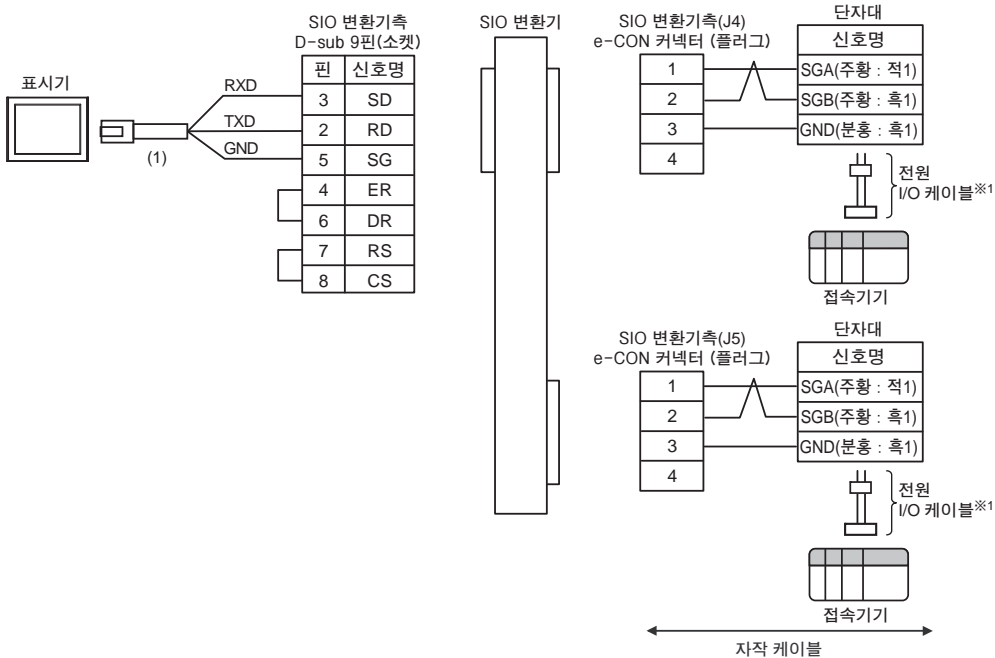 표시기
RXD
TXD
GND
(1)
SIO 변환기측
D-sub 9핀(소켓)
핀 신호명
3 SD
2 RD
5 SG
4 ER
6 DR
7 RS
8 CS
SIO 변환기
SIO 변환기측(J4)
e-CON 커넥터 (플러그)
1
2
3
4
단자대
신호명
SGA(주황 : 적1)
SGB(주황 : 흑1)
GND(분홍 : 흑1)
전원
I/O 케이블※1
접속기기
SIO 변환기측(J5)
e-CON 커넥터 (플러그)
1
2
3
4
단자대
신호명
SGA(주황 : 적1)
SGB(주황 : 흑1)
GND(분홍 : 흑1)
전원
I/O 케이블※1
접속기기
자작 케이블